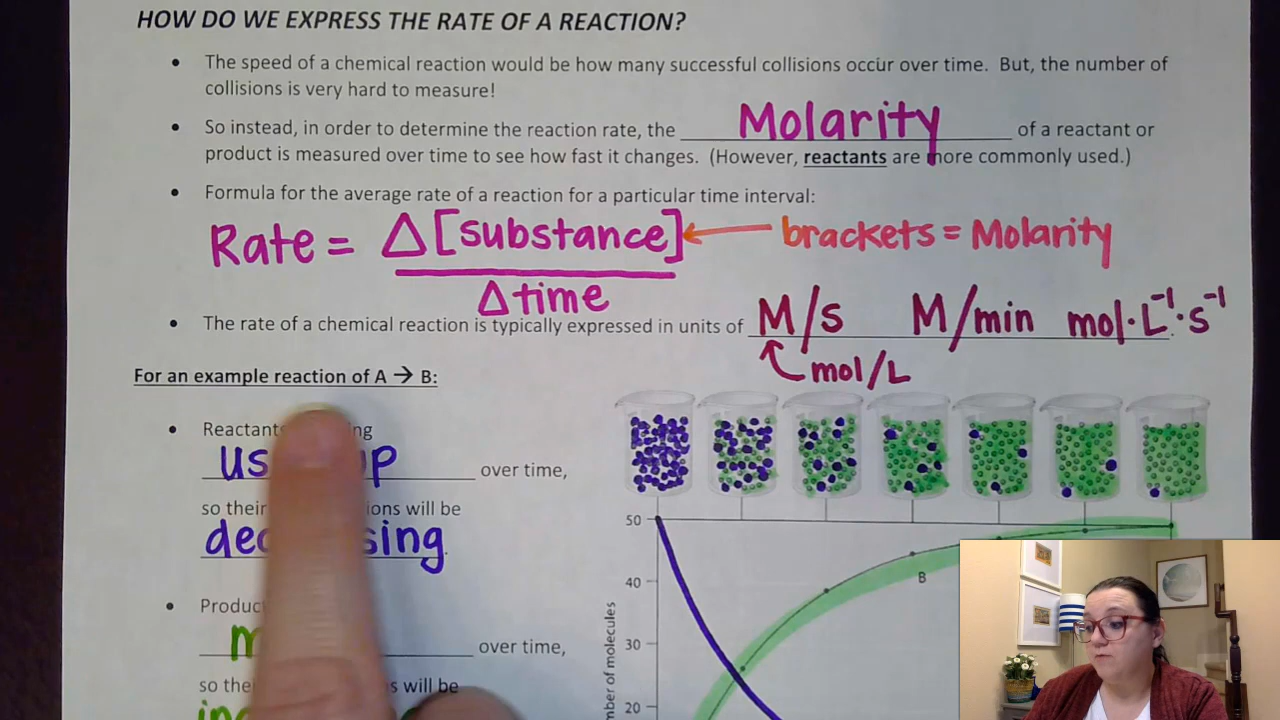 HOW DO WE EXPRESS THE RATE OF A REACTION?
• The speed of a chemical reaction would be how many successful collisions occur over time. But, the number of
collisions is very hard to measure!
• So instead, in order to determine the reaction rate, the Molarity of a reactant or
product is measured over time to see how fast it changes. (However, reactants are more commonly used.)
• Formula for the average rate of a reaction for a particular time interval:
Rate = Δ[substance] ← brackets = Molarity
Δtime
• The rate of a chemical reaction is typically expressed in units of M/s M/min mol·L⁻¹·s⁻¹
mol/L
For an example reaction of A → B:
• 
over time,
so their will be
• 
over time,
will be
50
40
30
20
B